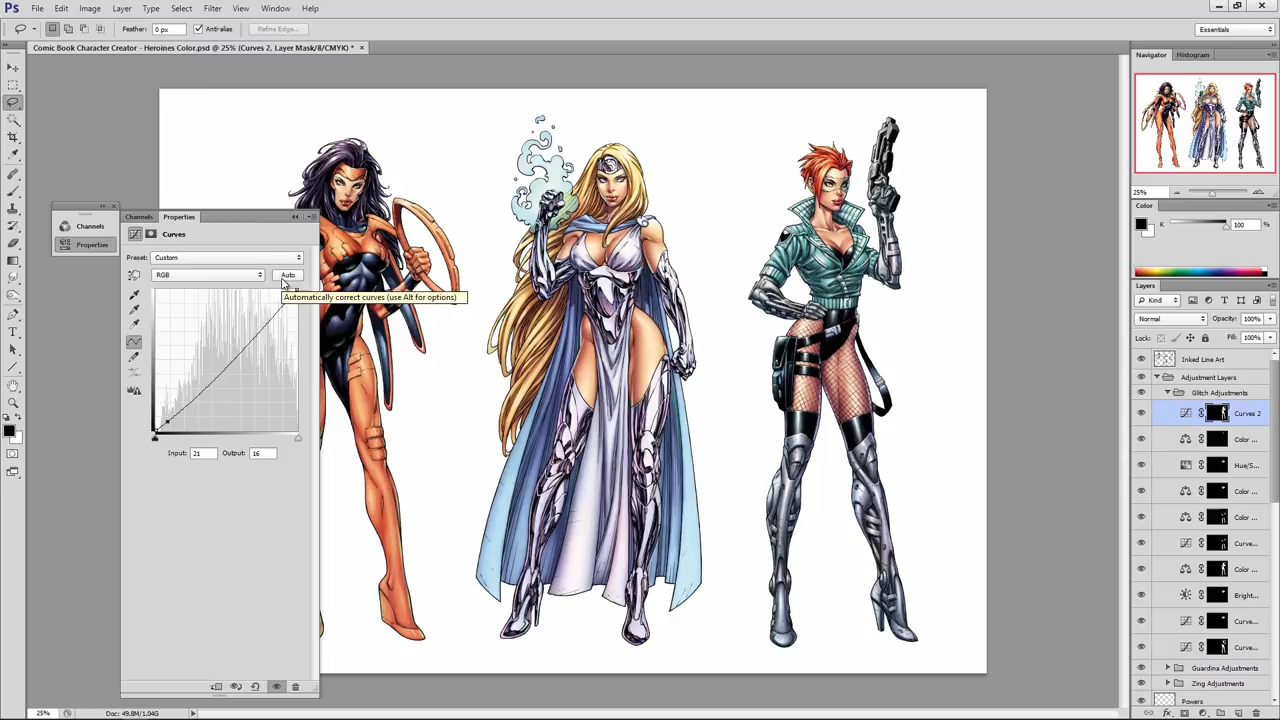 Ps File Edit Image Layer Type Select Filter View Window Help
Feather: 0 px Anti-alias Refine Edge... Essentials
Comic Book Character Creator - Heroines Color.psd @ 25% (Curves 2, Layer Mask/8/CMYK) * ×
Navigator Histogram
25%
Color
K 100 %
Layers
Kind
Normal Opacity: 100%
Lock: Fill: 100%
Inked Line Art
Adjustment Layers
Glitch Adjustments
Curves 2
Color ...
Hue/S...
Color ...
Color ...
Curve...
Color ...
Bright...
Curve...
Curve...
Guardina Adjustments
Zing Adjustments
Powers
Channels
Properties
Channels Properties
Curves
Preset: Custom
RGB Auto
Automatically correct curves (use Alt for options)
Input: 21 Output: 16
25% Doc: 49.8M/1.04G